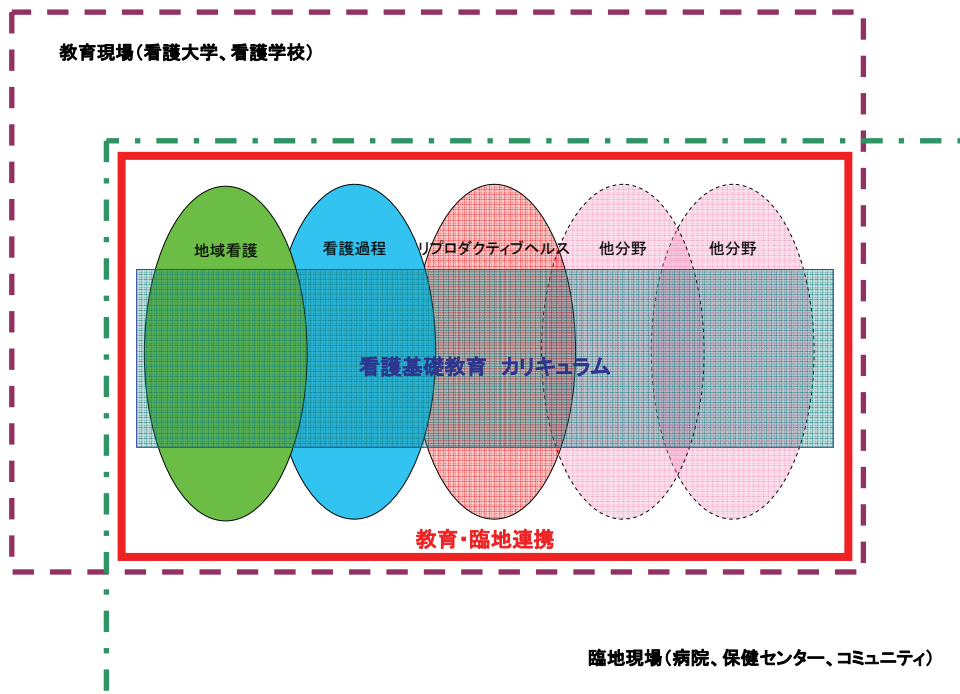 教育現場（看護大学、看護学校）
地域看護
看護過程
リプロダクティブヘルス
他分野
他分野
看護基礎教育　カリキュラム
教育・臨地連携
臨地現場（病院、保健センター、コミュニティ）